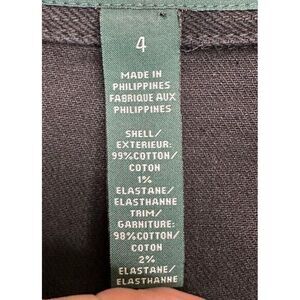 4
MADE IN
PHILIPPINES
FABRIQUE AUX
PHILIPPINES
SHELL/
EXTERIEUR:
99%COTTON/
COTON
1%
ELASTANE/
ELASTHANNE
TRIM/
GARNITURE:
98%COTTON/
COTON
2%
ELASTANE/
ELASTHANNE